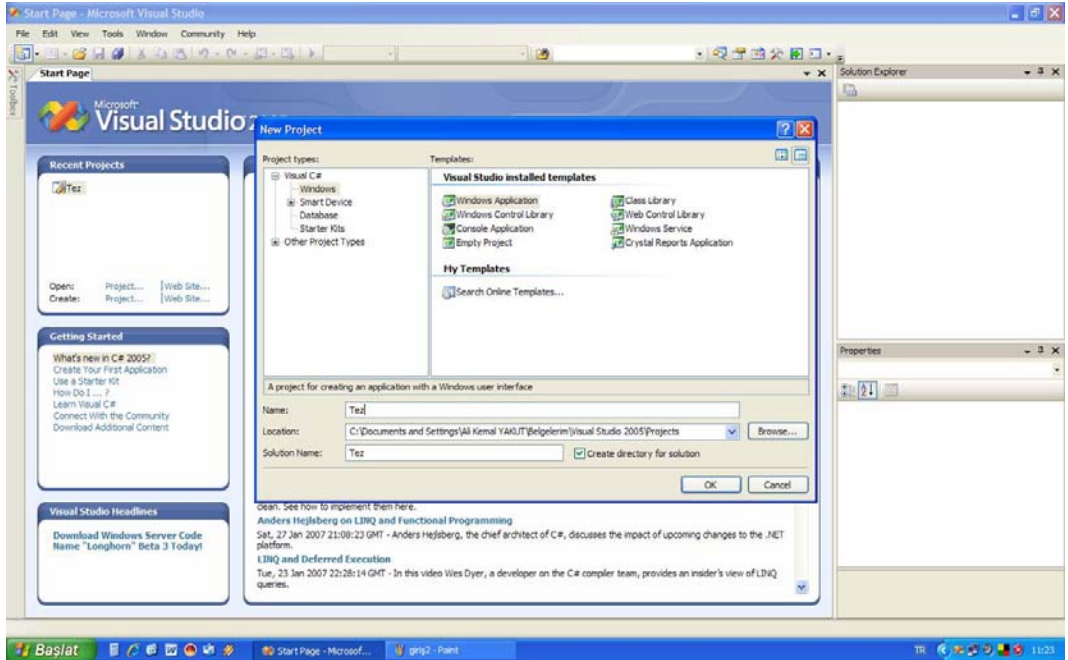 Start Page - Microsoft Visual Studio
File Edit View Tools Window Community Help
Toolbox
Start Page
Solution Explorer
Microsoft
Visual Studio
Recent Projects
Tez
Open: Project... Web Site...
Create: Project... Web Site...
Getting Started
What's new in C# 2005?
Create Your First Application
Use a Starter Kit
How Do I ... ?
Learn Visual C#
Connect With the Community
Download Additional Content
Visual Studio Headlines
Download Windows Server Code
Name "Longhorn" Beta 3 Today!
New Project
Project types:
Visual C#
Windows
Smart Device
Database
Starter Kits
Other Project Types
Templates:
Visual Studio installed templates
Windows Application
Windows Control Library
Console Application
Empty Project
Class Library
Web Control Library
Windows Service
Crystal Reports Application
My Templates
Search Online Templates...
A project for creating an application with a Windows user interface
Name: Tez
Location: C:\Documents and Settings\Ali Kemal YAKUT\Belgelerim\Visual Studio 2005\Projects Browse...
Solution Name: Tez Create directory for solution
OK Cancel
clean. See how to implement them here.
Anders Hejlsberg on LINQ and Functional Programming
Sat, 27 Jan 2007 21:08:23 GMT - Anders Hejlsberg, the chief architect of C#, discusses the impact of upcoming changes to the .NET
platform.
LINQ and Deferred Execution
Tue, 23 Jan 2007 22:28:14 GMT - In this video Wes Dyer, a developer on the C# compiler team, provides an insider's view of LINQ
queries.
Properties
Başlat
Start Page - Microsof...
giriş2 - Paint
TR 11:23